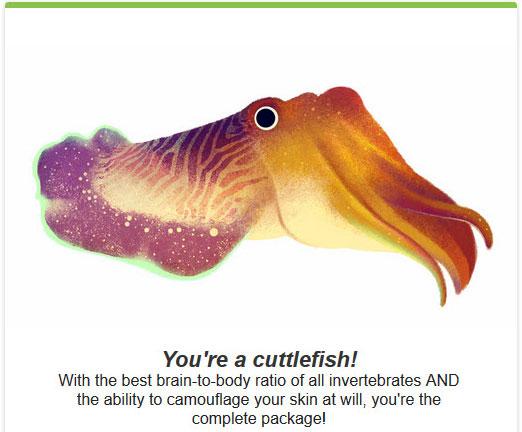 You're a cuttlefish!
With the best brain-to-body ratio of all invertebrates AND
the ability to camouflage your skin at will, you're the
complete package!